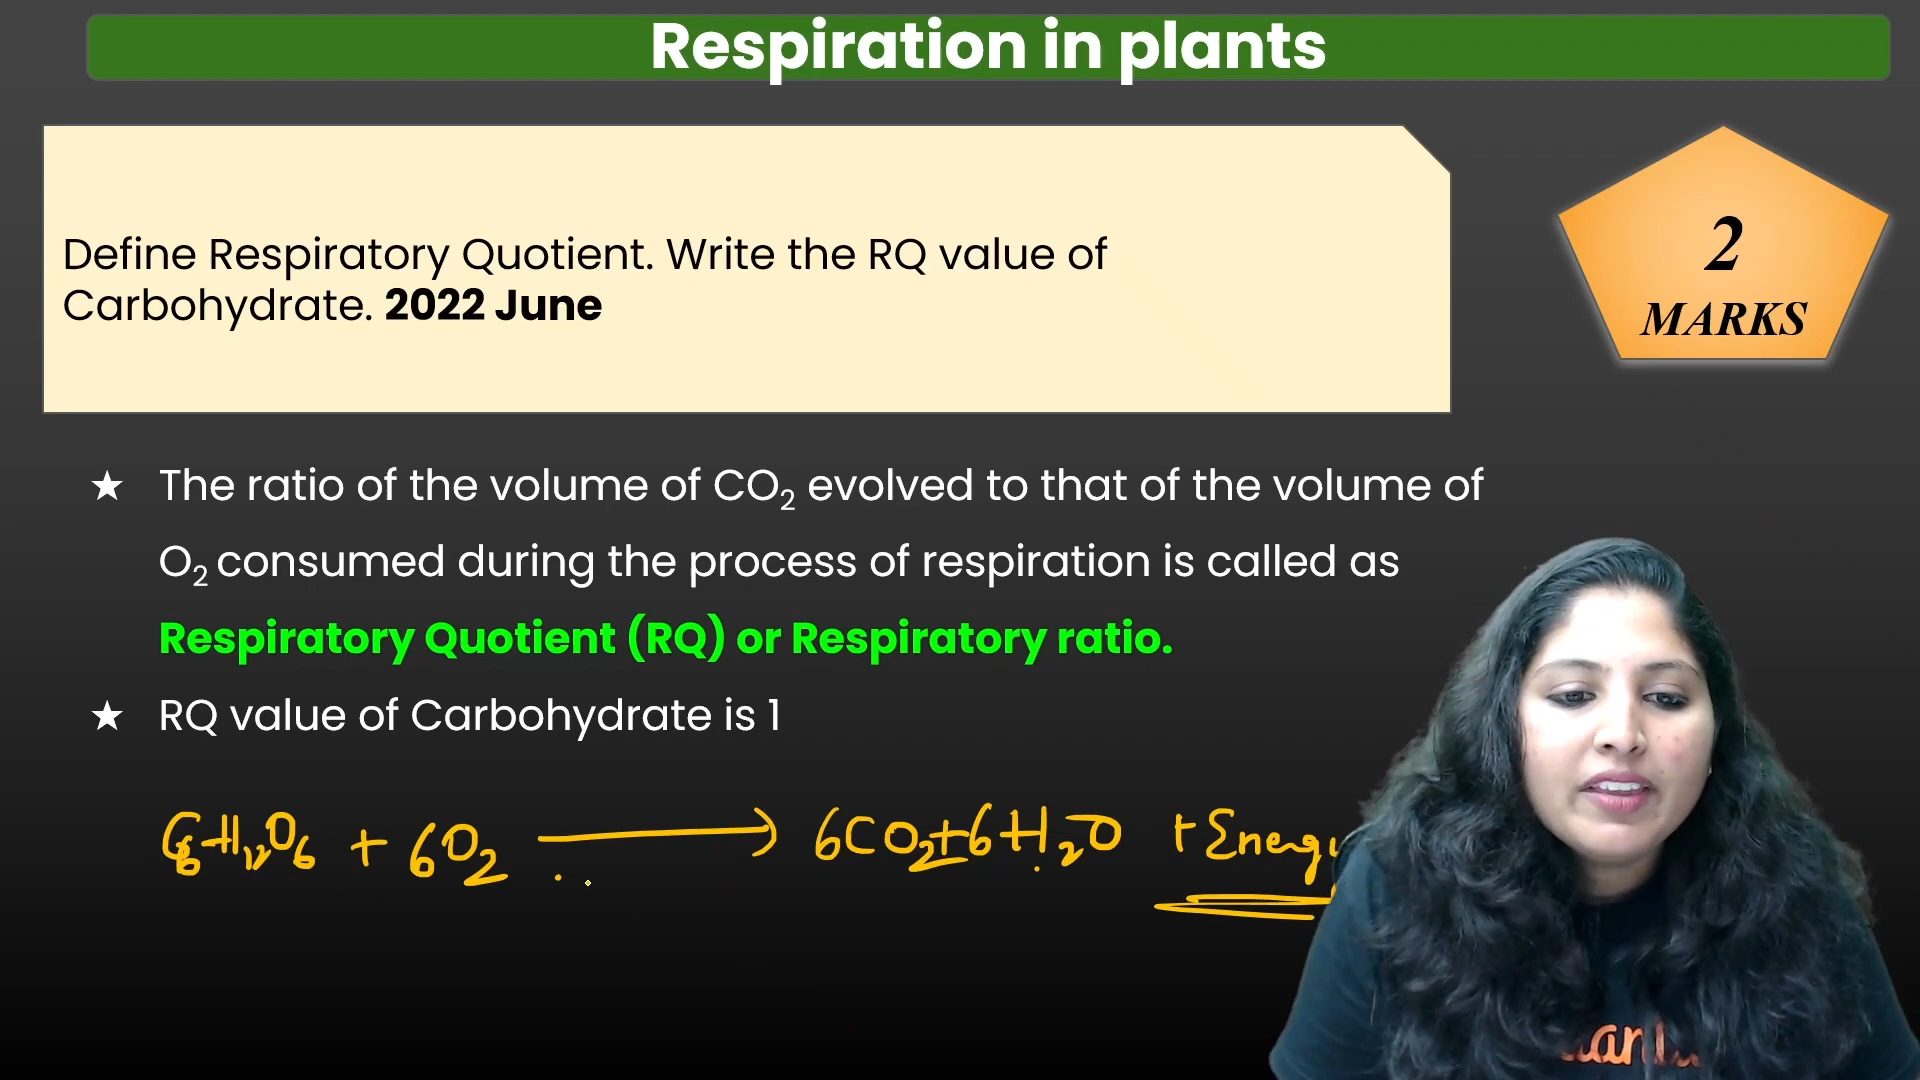 Respiration in plants
Define Respiratory Quotient. Write the RQ value of
Carbohydrate. 2022 June
2
MARKS
★ The ratio of the volume of CO₂ evolved to that of the volume of
O₂ consumed during the process of respiration is called as
Respiratory Quotient (RQ) or Respiratory ratio.
★ RQ value of Carbohydrate is 1
C₆H₁₂O₆ + 6O₂ → 6CO₂+6H₂O + Energy